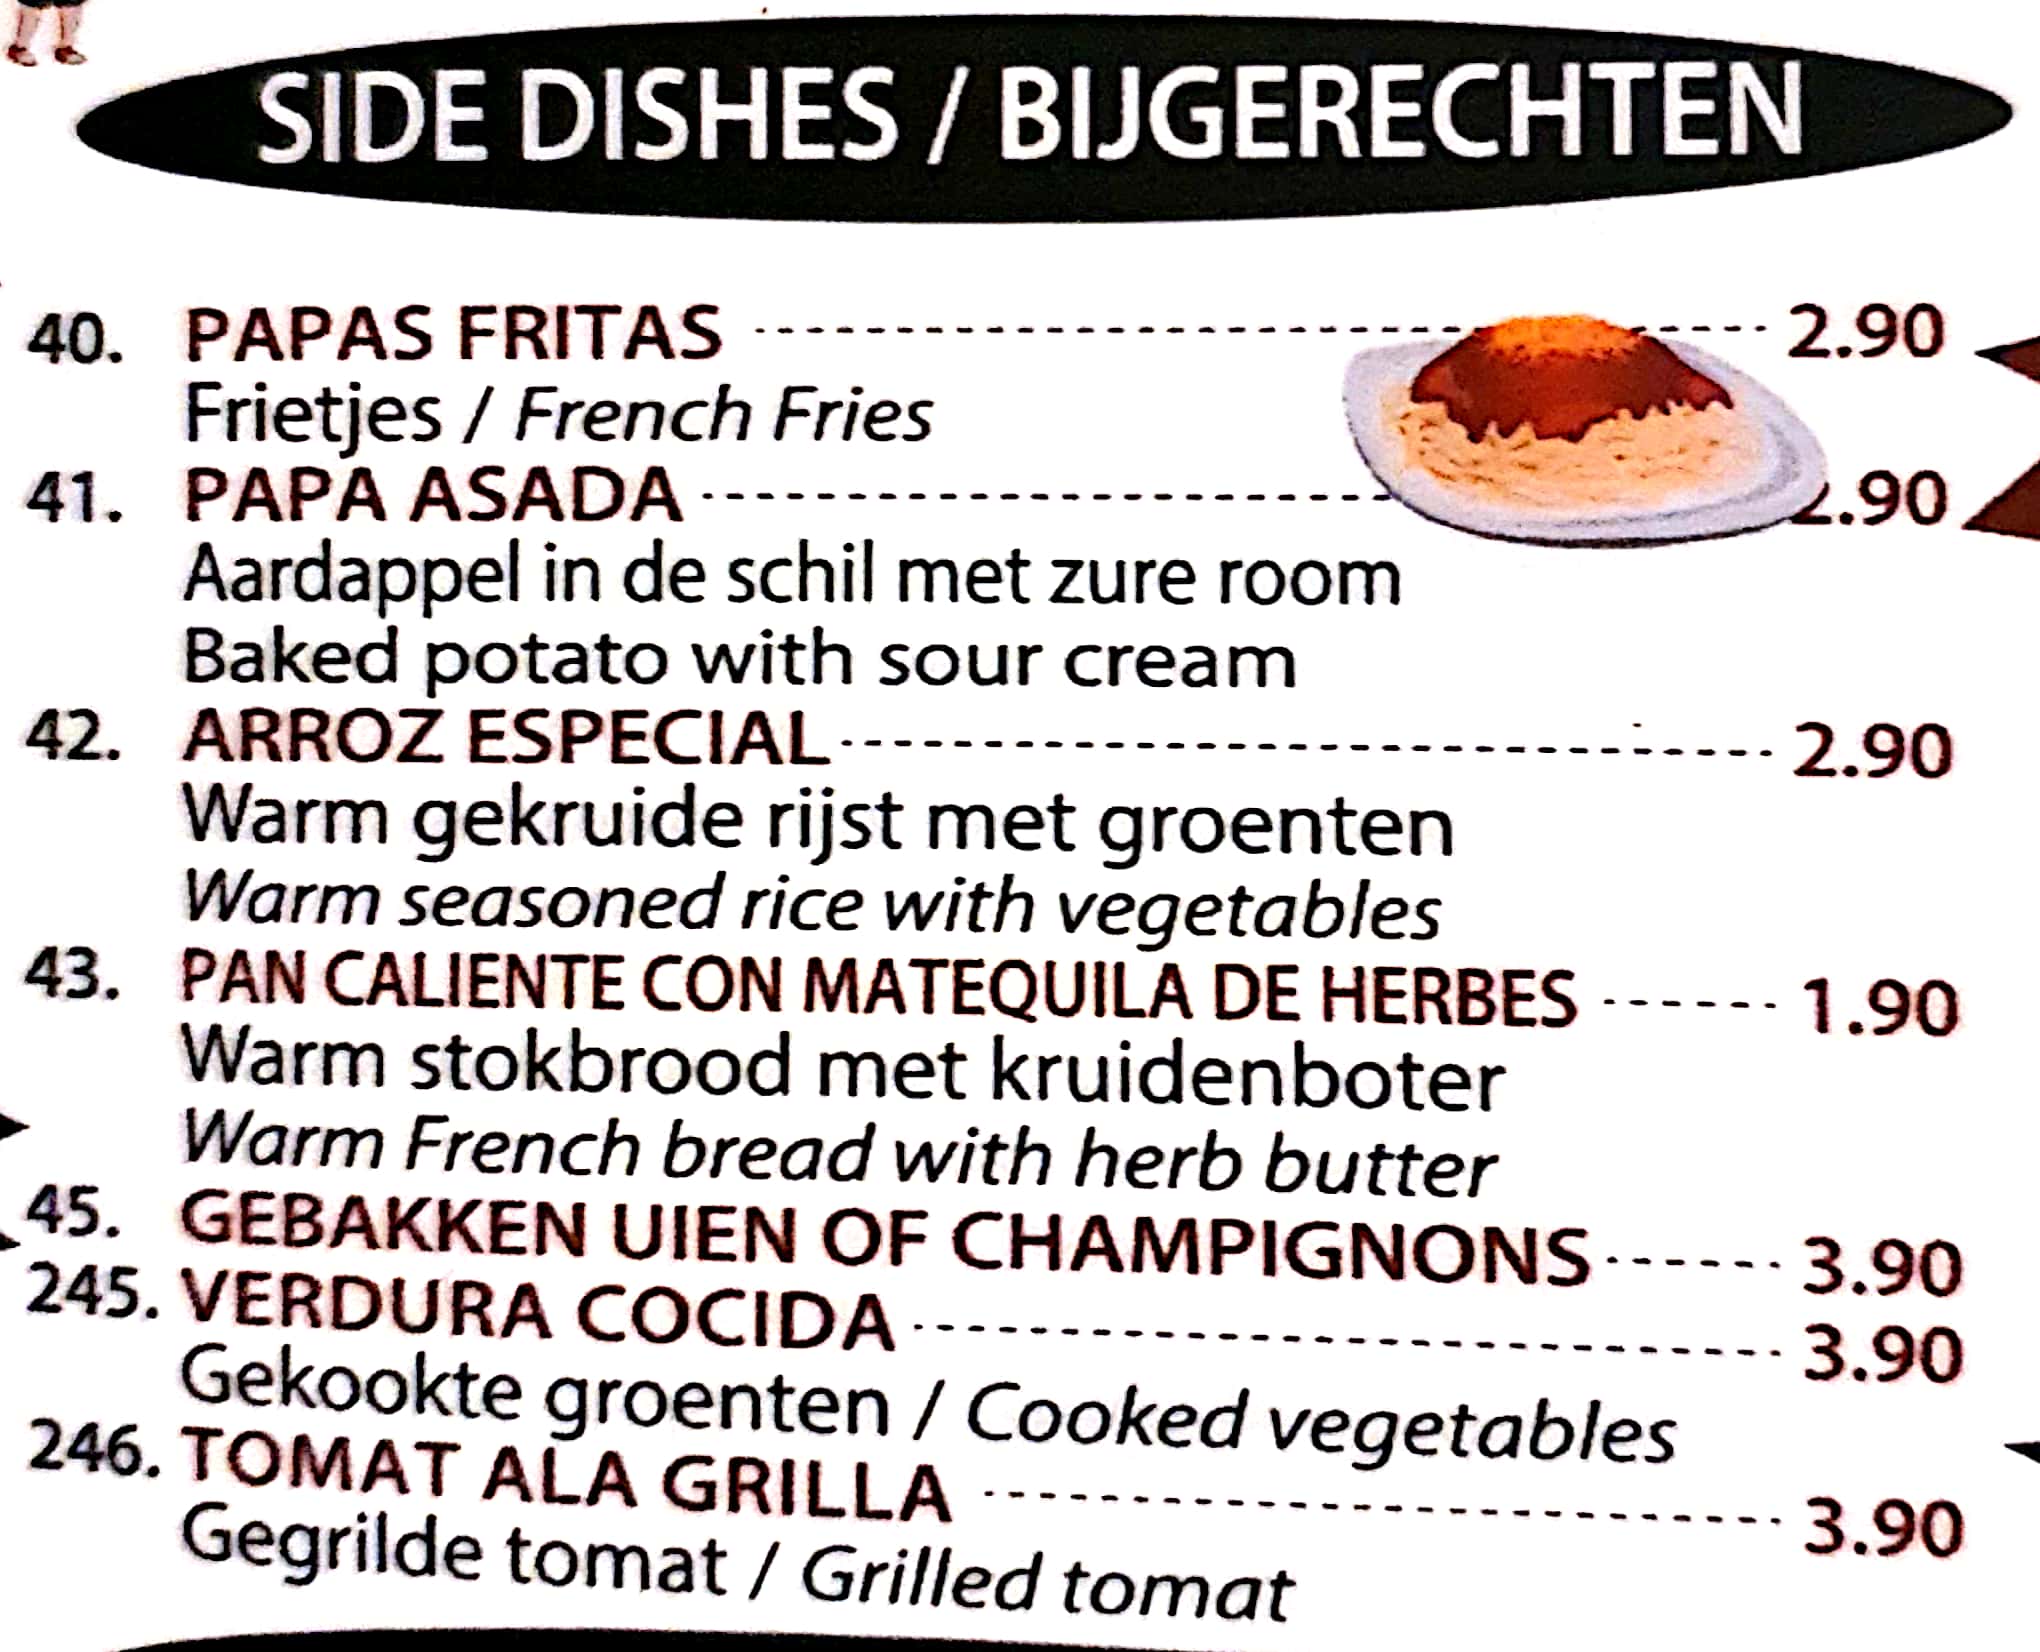 SIDE DISHES / BIJGERECHTEN
40. PAPAS FRITAS 2.90
Frietjes / French Fries
41. PAPA ASADA 2.90
Aardappel in de schil met zure room
Baked potato with sour cream
42. ARROZ ESPECIAL 2.90
Warm gekruide rijst met groenten
Warm seasoned rice with vegetables
43. PAN CALIENTE CON MATEQUILA DE HERBES 1.90
Warm stokbrood met kruidenboter
Warm French bread with herb butter
45. GEBAKKEN UIEN OF CHAMPIGNONS 3.90
245. VERDURA COCIDA 3.90
Gekookte groenten / Cooked vegetables
246. TOMAT ALA GRILLA 3.90
Gegrilde tomat / Grilled tomat